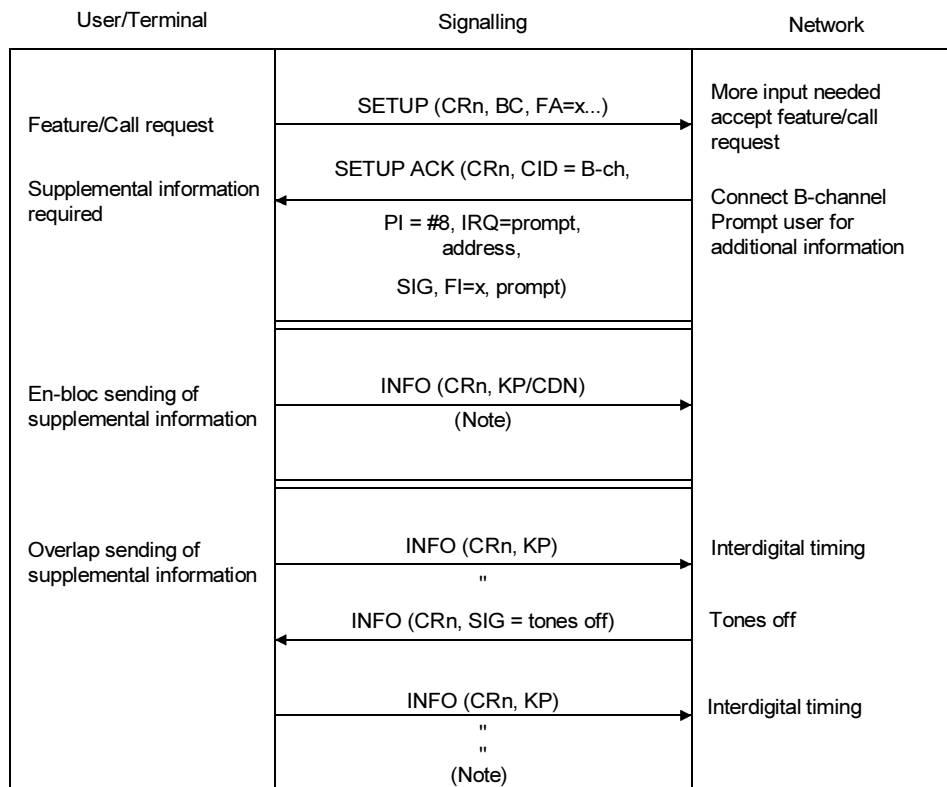 User/Terminal
Signalling
Network
Feature/Call request
SETUP (CRn, BC, FA=x...)
More input needed
accept feature/call
request
Supplemental information
required
SETUP ACK (CRn, CID = B-ch,
PI = #8, IRQ=prompt,
address,
SIG, FI=x, prompt)
Connect B-channel
Prompt user for
additional information
En-bloc sending of
supplemental information
INFO (CRn, KP/CDN)
(Note)
Overlap sending of
supplemental information
INFO (CRn, KP)
"
Interdigital timing
INFO (CRn, SIG = tones off)
Tones off
INFO (CRn, KP)
"
"
(Note)
Interdigital timing